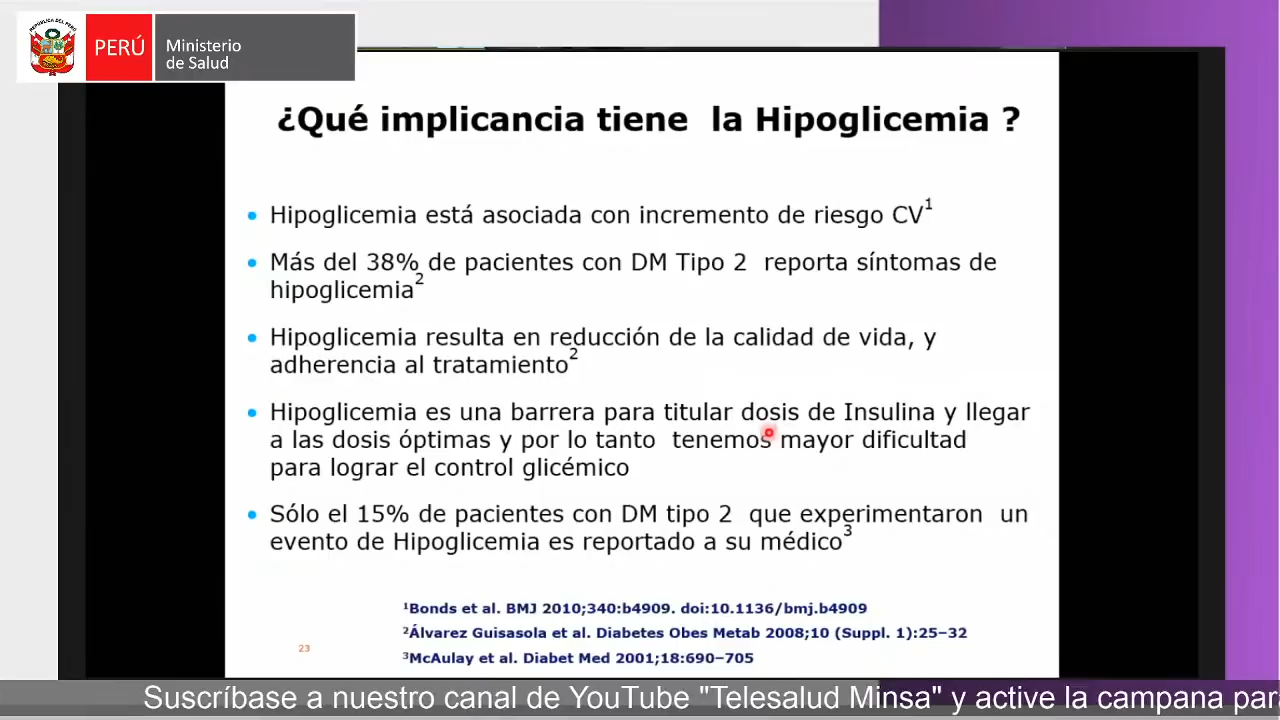 REPÚBLICA DEL PERÚ
PERÚ
Ministerio
de Salud
¿Qué implicancia tiene la Hipoglicemia ?
• Hipoglicemia está asociada con incremento de riesgo CV1
• Más del 38% de pacientes con DM Tipo 2 reporta síntomas de
hipoglicemia2
• Hipoglicemia resulta en reducción de la calidad de vida, y
adherencia al tratamiento2
• Hipoglicemia es una barrera para titular dosis de Insulina y llegar
a las dosis óptimas y por lo tanto tenemos mayor dificultad
para lograr el control glicémico
• Sólo el 15% de pacientes con DM tipo 2 que experimentaron un
evento de Hipoglicemia es reportado a su médico3
1Bonds et al. BMJ 2010;340:b4909. doi:10.1136/bmj.b4909
2Álvarez Guisasola et al. Diabetes Obes Metab 2008;10 (Suppl. 1):25–32
3McAulay et al. Diabet Med 2001;18:690–705
23
Suscríbase a nuestro canal de YouTube "Telesalud Minsa" y active la campana par